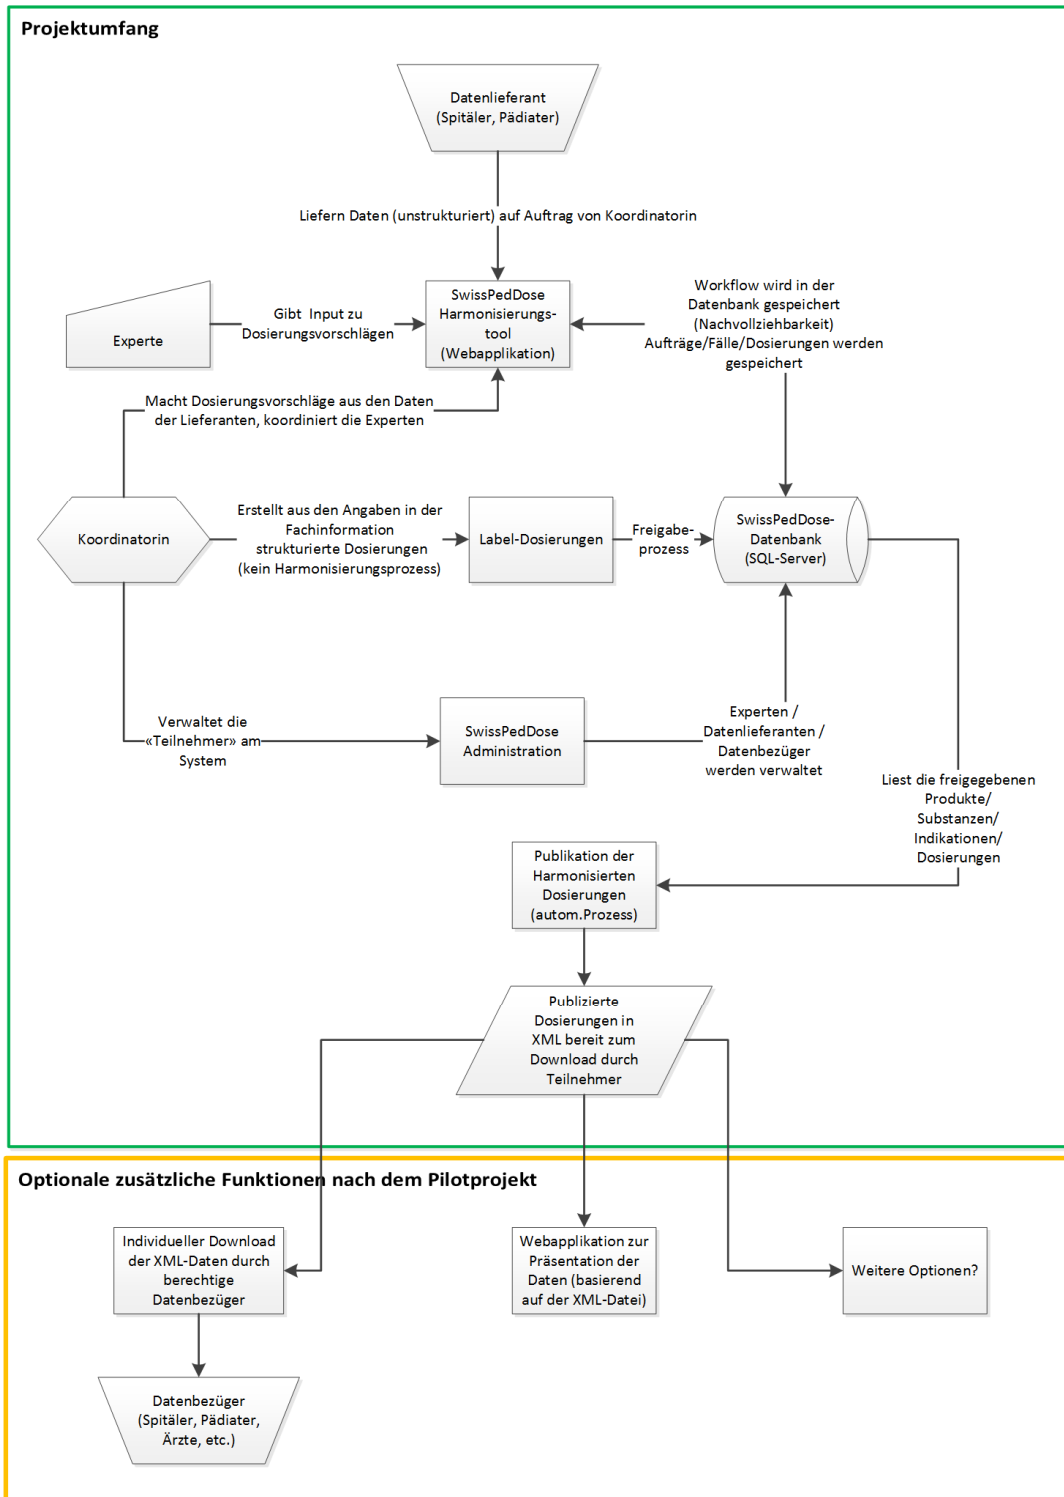 Projektumfang
Datenlieferant
(Spitäler, Pädiater)
Liefern Daten (unstrukturiert) auf Auftrag von Koordinatorin
Experte
Gibt Input zu
Dosierungsvorschlägen
SwissPedDose
Harmonisierungs-
tool
(Webapplikation)
Workflow wird in der
Datenbank gespeichert
(Nachvollziehbarkeit)
Aufträge/Fälle/Dosierungen werden
gespeichert
Macht Dosierungsvorschläge aus den Daten
der Lieferanten, koordiniert die Experten
Koordinatorin
Erstellt aus den Angaben in der
Fachinformation
strukturierte Dosierungen
(kein Harmonisierungsprozess)
Label-Dosierungen
Freigabe-
prozess
SwissPedDose-
Datenbank
(SQL-Server)
Verwaltet die
«Teilnehmer» am
System
SwissPedDose
Administration
Experten /
Datenlieferanten /
Datenbezüger
werden verwaltet
Liest die freigegebenen
Produkte/
Substanzen/
Indikationen/
Dosierungen
Publikation der
Harmonisierten
Dosierungen
(autom.Prozess)
Publizierte
Dosierungen in
XML bereit zum
Download durch
Teilnehmer
Optionale zusätzliche Funktionen nach dem Pilotprojekt
Individueller Download
der XML-Daten durch
berechtige
Datenbezüger
Webapplikation zur
Präsentation der
Daten (basierend
auf der XML-Datei)
Weitere Optionen?
Datenbezüger
(Spitäler, Pädiater,
Ärzte, etc.)